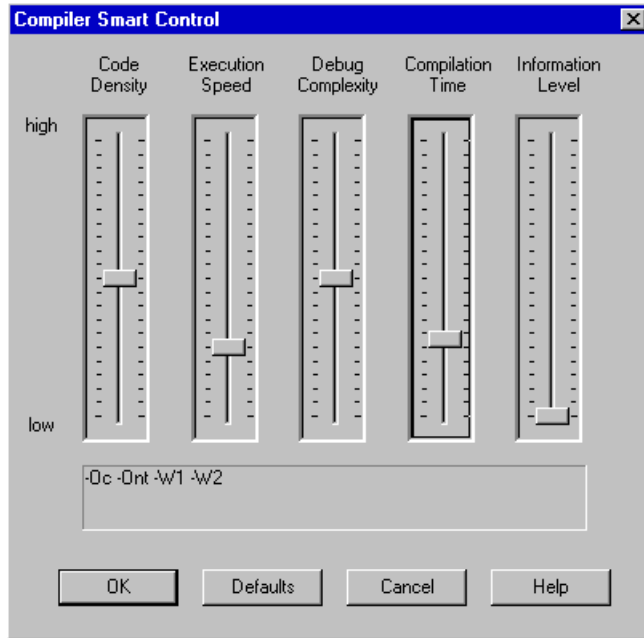 Compiler Smart Control
Code Density
Execution Speed
Debug Complexity
Compilation Time
Information Level
high
low
-Oc -Ont -W1 -W2
OK
Defaults
Cancel
Help